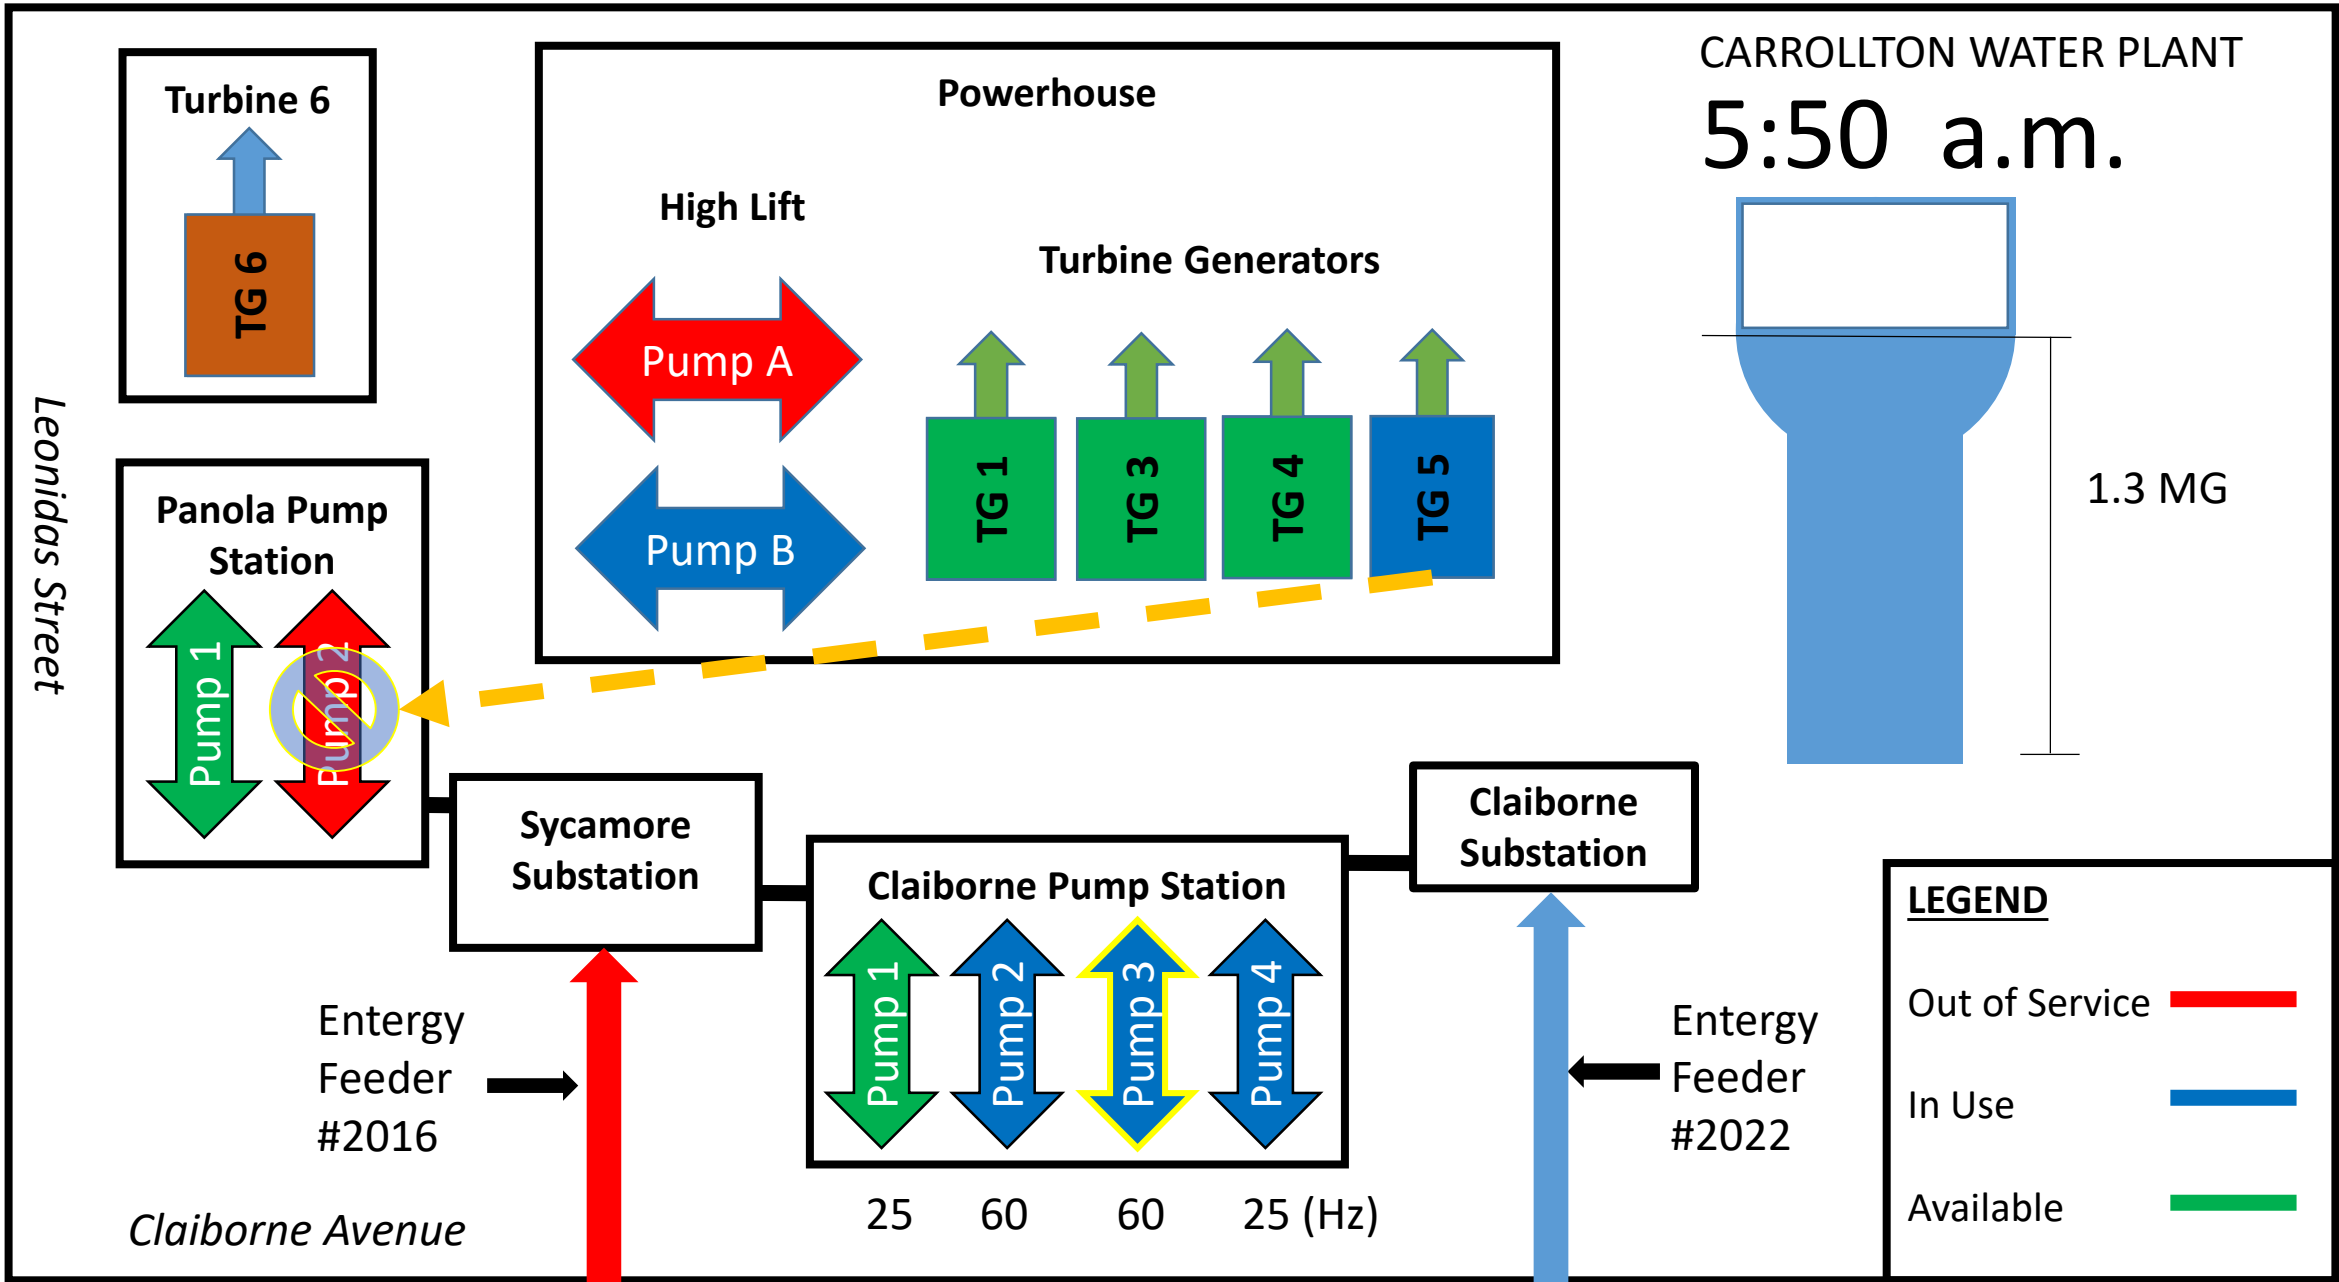 CARROLLTON WATER PLANT
5:50 a.m.
Turbine 6
TG 6
Powerhouse
High Lift
Pump A
Pump B
Turbine Generators
TG 1
TG 3
TG 4
TG 5
1.3 MG
Leonidas Street
Panola Pump
Station
Pump 1
Pump 2
Sycamore
Substation
Claiborne Pump Station
Pump 1
Pump 2
Pump 3
Pump 4
25
60
60
25 (Hz)
Claiborne
Substation
Entergy
Feeder
#2016
Entergy
Feeder
#2022
Claiborne Avenue
LEGEND
Out of Service
In Use
Available